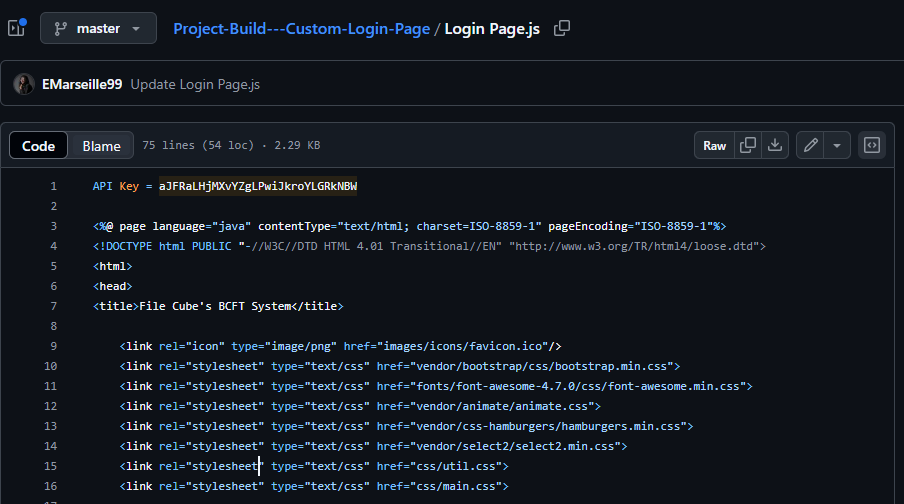 master
Project-Build---Custom-Login-Page / Login Page.js
EMarseille99 Update Login Page.js
Code Blame 75 lines (54 loc) · 2.29 KB Raw
1 API Key = aJFRaLHjMXvYZgLPwiJkroYLGRkNBW
2
3 <%@ page language="java" contentType="text/html; charset=ISO-8859-1" pageEncoding="ISO-8859-1"%>
4 <!DOCTYPE html PUBLIC "-//W3C//DTD HTML 4.01 Transitional//EN" "http://www.w3.org/TR/html4/loose.dtd">
5 <html>
6 <head>
7 <title>File Cube's BCFT System</title>
8
9 <link rel="icon" type="image/png" href="images/icons/favicon.ico"/>
10 <link rel="stylesheet" type="text/css" href="vendor/bootstrap/css/bootstrap.min.css">
11 <link rel="stylesheet" type="text/css" href="fonts/font-awesome-4.7.0/css/font-awesome.min.css">
12 <link rel="stylesheet" type="text/css" href="vendor/animate/animate.css">
13 <link rel="stylesheet" type="text/css" href="vendor/css-hamburgers/hamburgers.min.css">
14 <link rel="stylesheet" type="text/css" href="vendor/select2/select2.min.css">
15 <link rel="stylesheet" type="text/css" href="css/util.css">
16 <link rel="stylesheet" type="text/css" href="css/main.css">